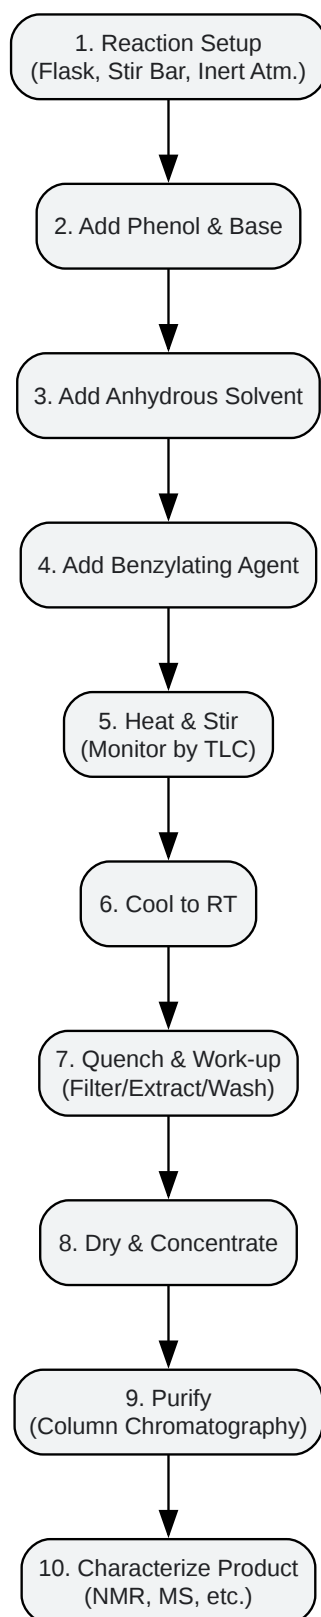 1. Reaction Setup
(Flask, Stir Bar, Inert Atm.)
2. Add Phenol & Base
3. Add Anhydrous Solvent
4. Add Benzylating Agent
5. Heat & Stir
(Monitor by TLC)
6. Cool to RT
7. Quench & Work-up
(Filter/Extract/Wash)
8. Dry & Concentrate
9. Purify
(Column Chromatography)
10. Characterize Product
(NMR, MS, etc.)